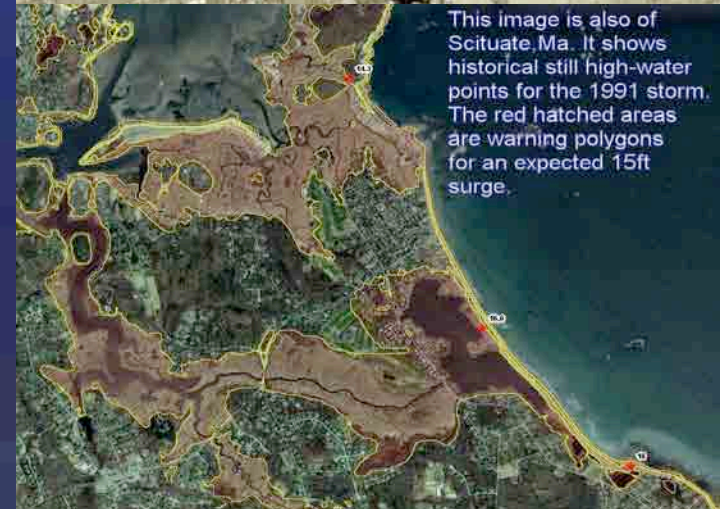 This image is also of
Scituate,Ma. It shows
historical still high-water
points for the 1991 storm.
The red hatched areas
are warning polygons
for an expected 15ft
surge.
15